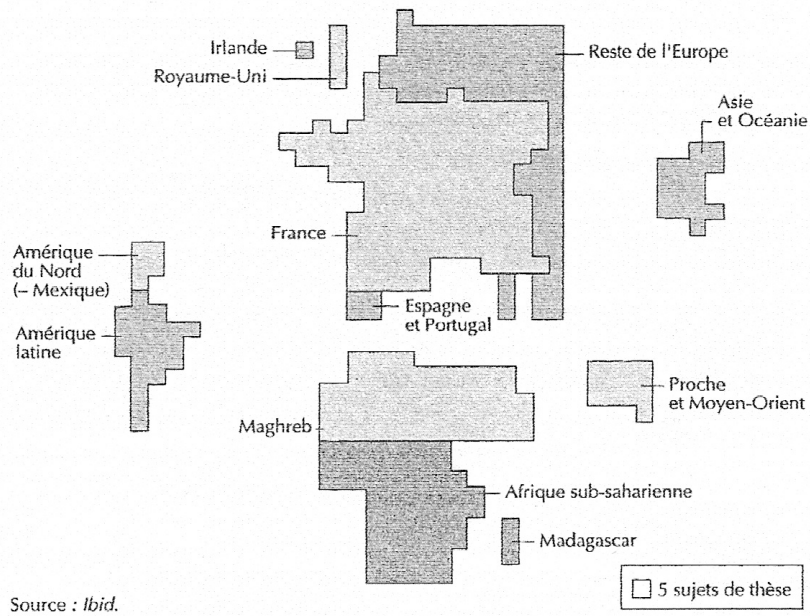 Irlande
Royaume-Uni
Reste de l'Europe
Asie
et Océanie
France
Amérique
du Nord
(– Mexique)
Amérique
latine
Espagne
et Portugal
Proche
et Moyen-Orient
Maghreb
Afrique sub-saharienne
Madagascar
5 sujets de thèse
Source : Ibid.